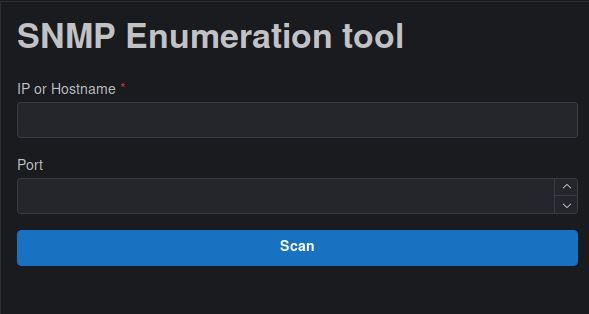 SNMP Enumeration tool
IP or Hostname *
Port
Scan